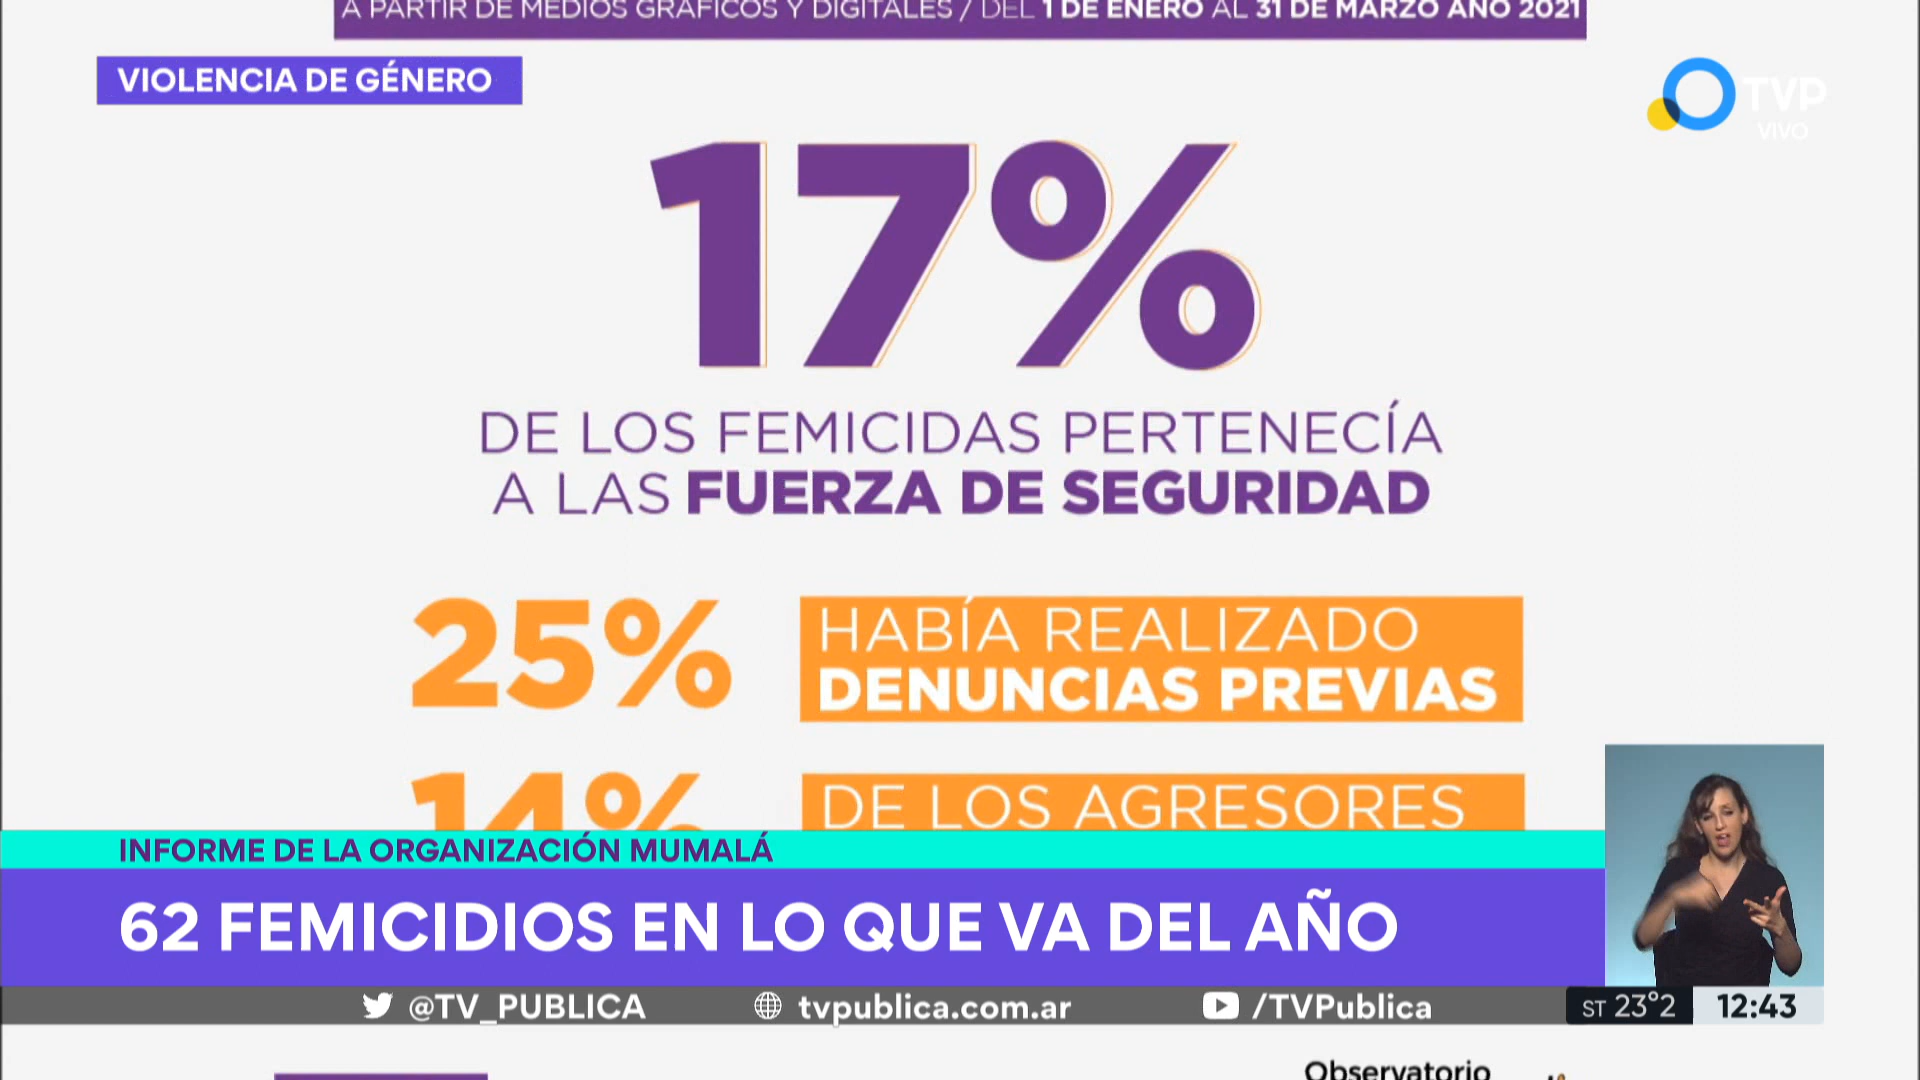 A PARTIR DE MEDIOS GRÁFICOS Y DIGITALES / DEL 1 DE ENERO AL 31 DE MARZO AÑO 2021
VIOLENCIA DE GÉNERO
TVP
VIVO
17%
DE LOS FEMICIDAS PERTENECÍA
A LAS FUERZA DE SEGURIDAD
25%
HABÍA REALIZADO
DENUNCIAS PREVIAS
14%
DE LOS AGRESORES
INFORME DE LA ORGANIZACIÓN MUMALÁ
62 FEMICIDIOS EN LO QUE VA DEL AÑO
@TV_PUBLICA
tvpublica.com.ar
/TVPublica
ST 23°2
12:43
Observatorio